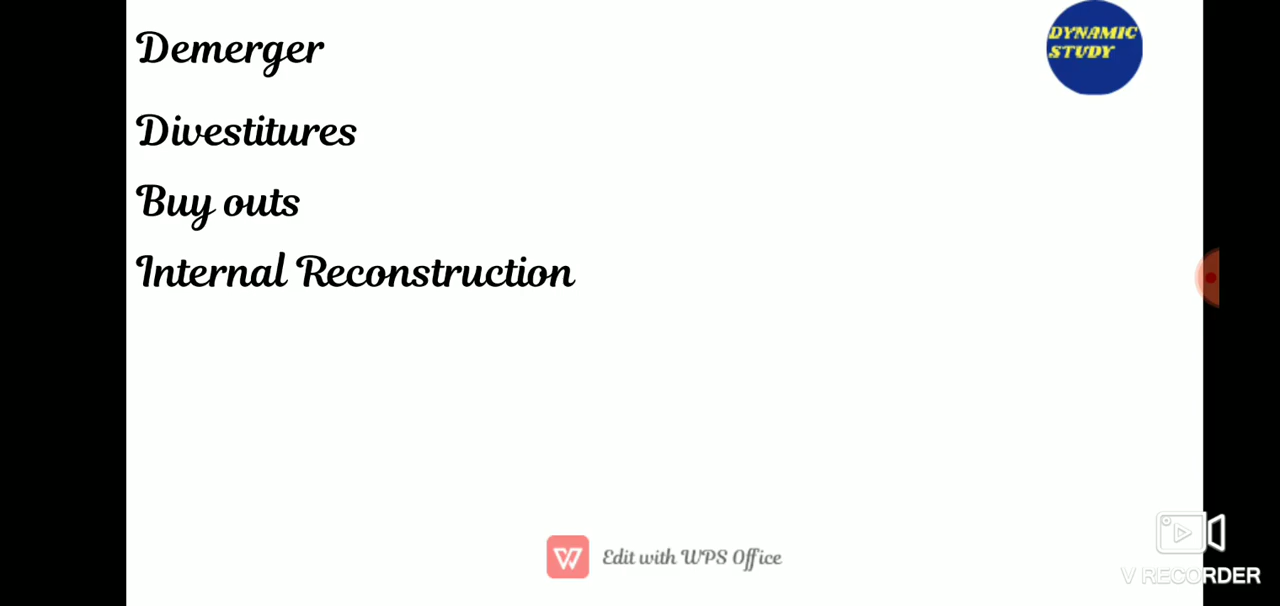 Demerger
DYNAMIC
STUDY
Divestitures
Buy outs
Internal Reconstruction
Edit with WPS Office
V RECORDER